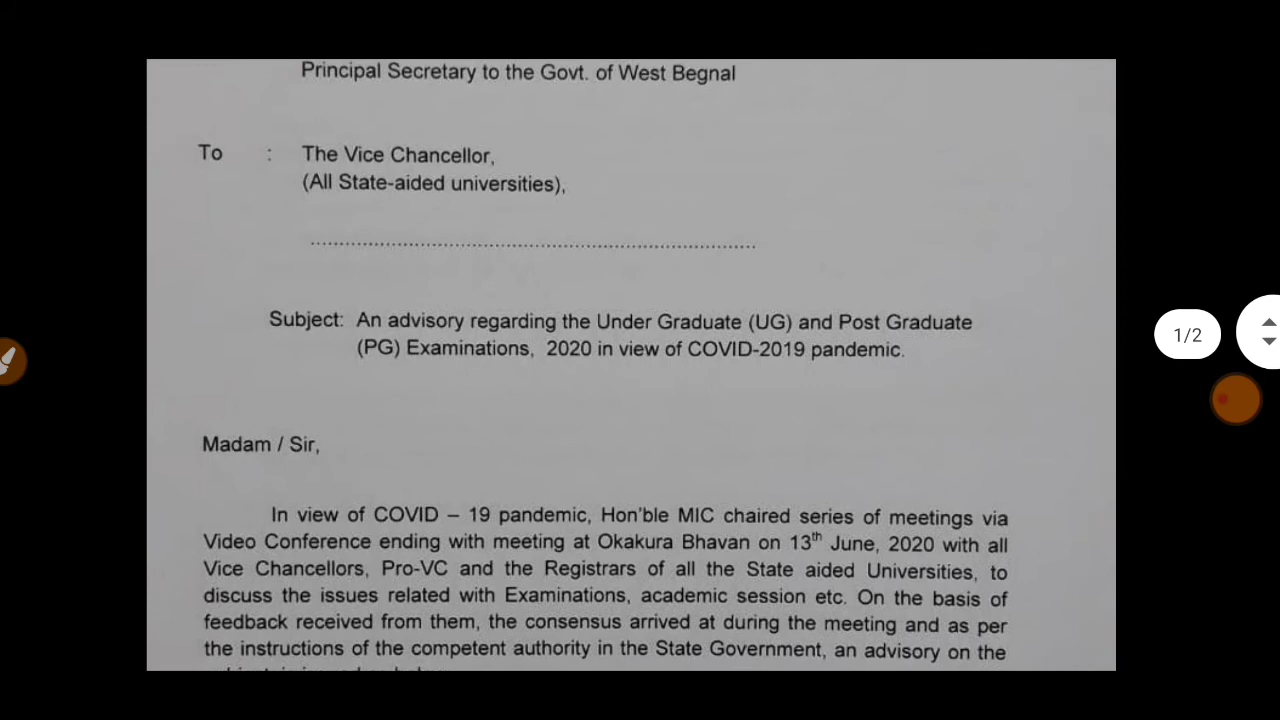 Principal Secretary to the Govt. of West Begnal
To : The Vice Chancellor,
(All State-aided universities),
................................................................................................
Subject: An advisory regarding the Under Graduate (UG) and Post Graduate
(PG) Examinations, 2020 in view of COVID-2019 pandemic.
1/2
Madam / Sir,
In view of COVID – 19 pandemic, Hon'ble MIC chaired series of meetings via
Video Conference ending with meeting at Okakura Bhavan on 13th June, 2020 with all
Vice Chancellors, Pro-VC and the Registrars of all the State aided Universities, to
discuss the issues related with Examinations, academic session etc. On the basis of
feedback received from them, the consensus arrived at during the meeting and as per
the instructions of the competent authority in the State Government, an advisory on the